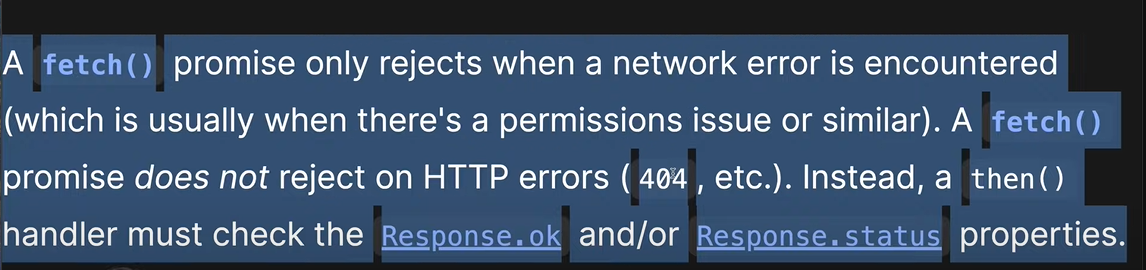 A fetch() promise only rejects when a network error is encountered
(which is usually when there's a permissions issue or similar). A fetch()
promise does not reject on HTTP errors (404, etc.). Instead, a then()
handler must check the Response.ok and/or Response.status properties.